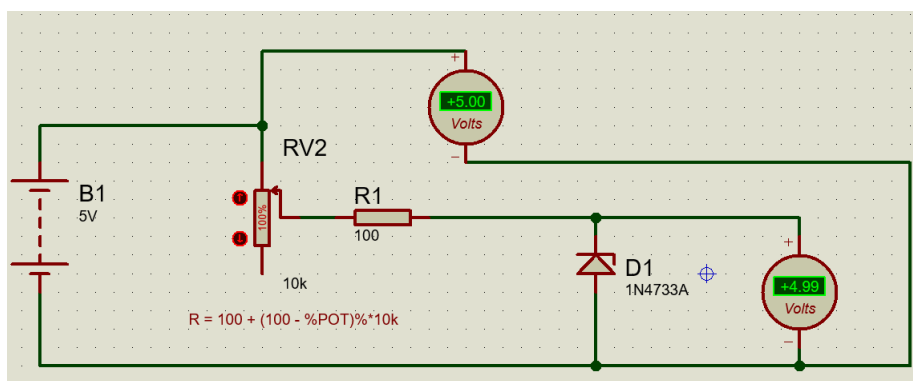 +
+5.00
Volts
−
RV2
B1
5V
100%
R1
100
10k
D1
1N4733A
+
+4.99
Volts
−
R = 100 + (100 - %POT)%*10k